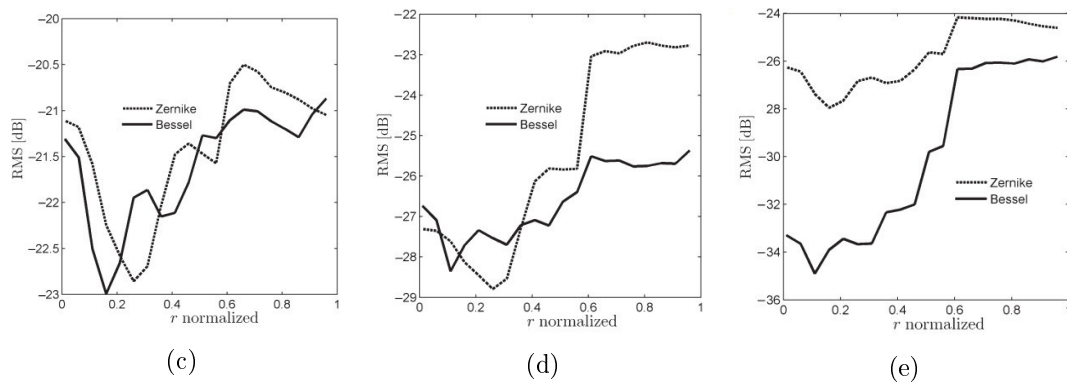 −20
−20.5
−21
−21.5
−22
−22.5
−23
RMS [dB]
Zernike
Bessel
0 0.2 0.4 0.6 0.8 1
r normalized
(c)
−22
−23
−24
−25
−26
−27
−28
−29
RMS [dB]
Zernike
Bessel
0 0.2 0.4 0.6 0.8 1
r normalized
(d)
−24
−26
−28
−30
−32
−34
−36
RMS [dB]
Zernike
Bessel
0 0.2 0.4 0.6 0.8 1
r normalized
(e)